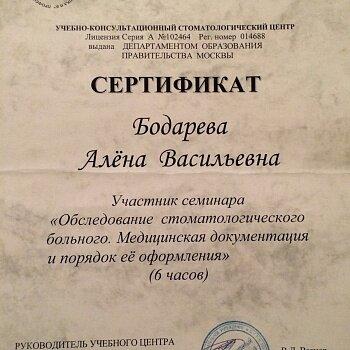 УЧЕБНО-КОНСУЛЬТАЦИОННЫЙ СТОМАТОЛОГИЧЕСКИЙ ЦЕНТР
Лицензия Серия А №102464 Рег. номер 014688
выдана ДЕПАРТАМЕНТОМ ОБРАЗОВАНИЯ
ПРАВИТЕЛЬСТВА МОСКВЫ
СЕРТИФИКАТ
Бодарева
Алёна Васильевна
Участник семинара
«Обследование стоматологического
больного. Медицинская документация
и порядок её оформления»
(6 часов)
РУКОВОДИТЕЛЬ УЧЕБНОГО ЦЕНТРА